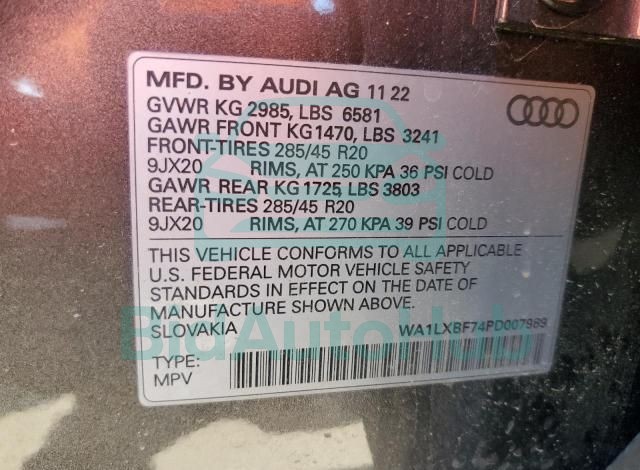 MFD. BY AUDI AG 11 22
GVWR KG 2985, LBS 6581
GAWR FRONT KG1470, LBS 3241
FRONT-TIRES 285/45 R20
9JX20 RIMS, AT 250 KPA 36 PSI COLD
GAWR REAR KG 1725 LBS 3803
REAR-TIRES 285/45 R20
9JX20 RIMS, AT 270 KPA 39 PSI COLD
THIS VEHICLE CONFORMS TO ALL APPLICABLE
U.S. FEDERAL MOTOR VEHICLE SAFETY
STANDARDS IN EFFECT ON THE DATE OF
MANUFACTURE SHOWN ABOVE.
SLOVAKIA WA1LXBF74PD007989
BidAutoHub
TYPE:
MPV